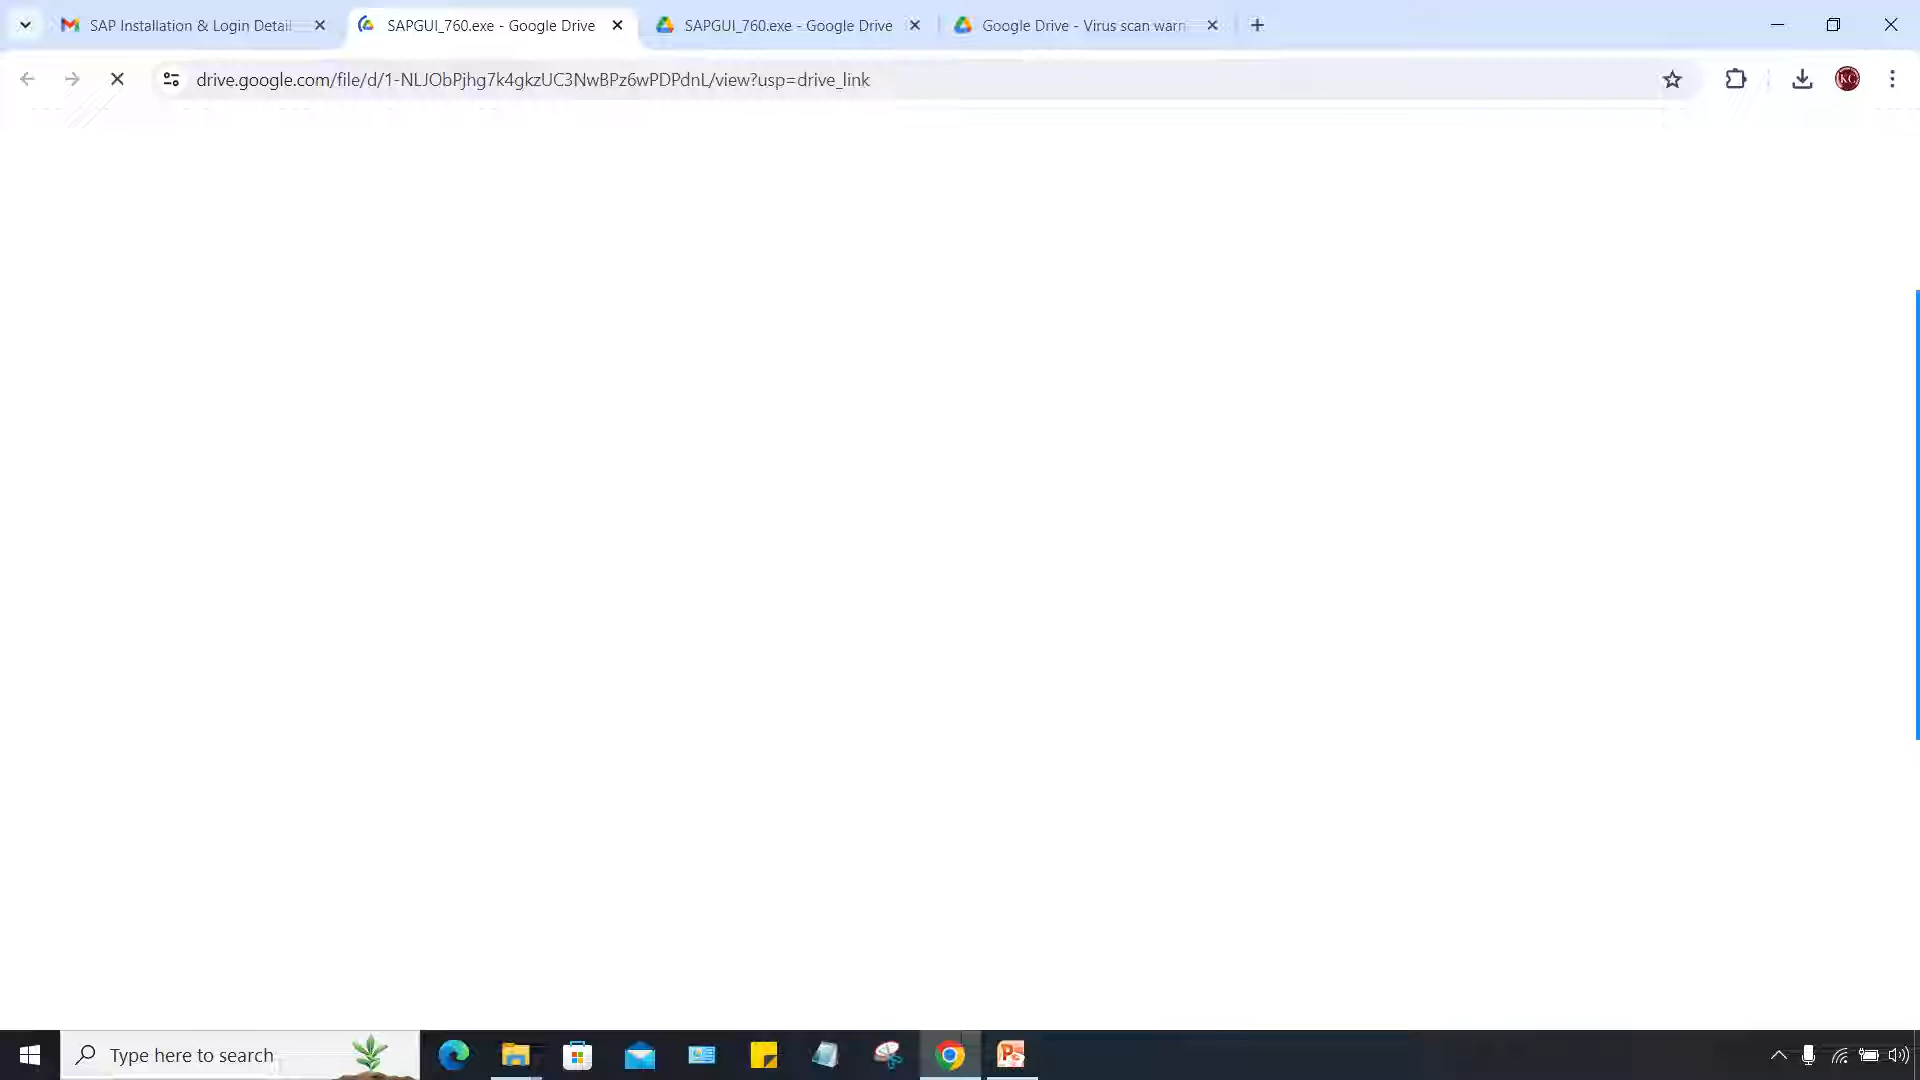 SAP Installation & Login Detail
SAPGUI_760.exe - Google Drive
SAPGUI_760.exe - Google Drive
Google Drive - Virus scan warn
drive.google.com/file/d/1-NLJObPjhg7k4gkzUC3NwBPz6wPDPdnL/view?usp=drive_link
KC
Type here to search